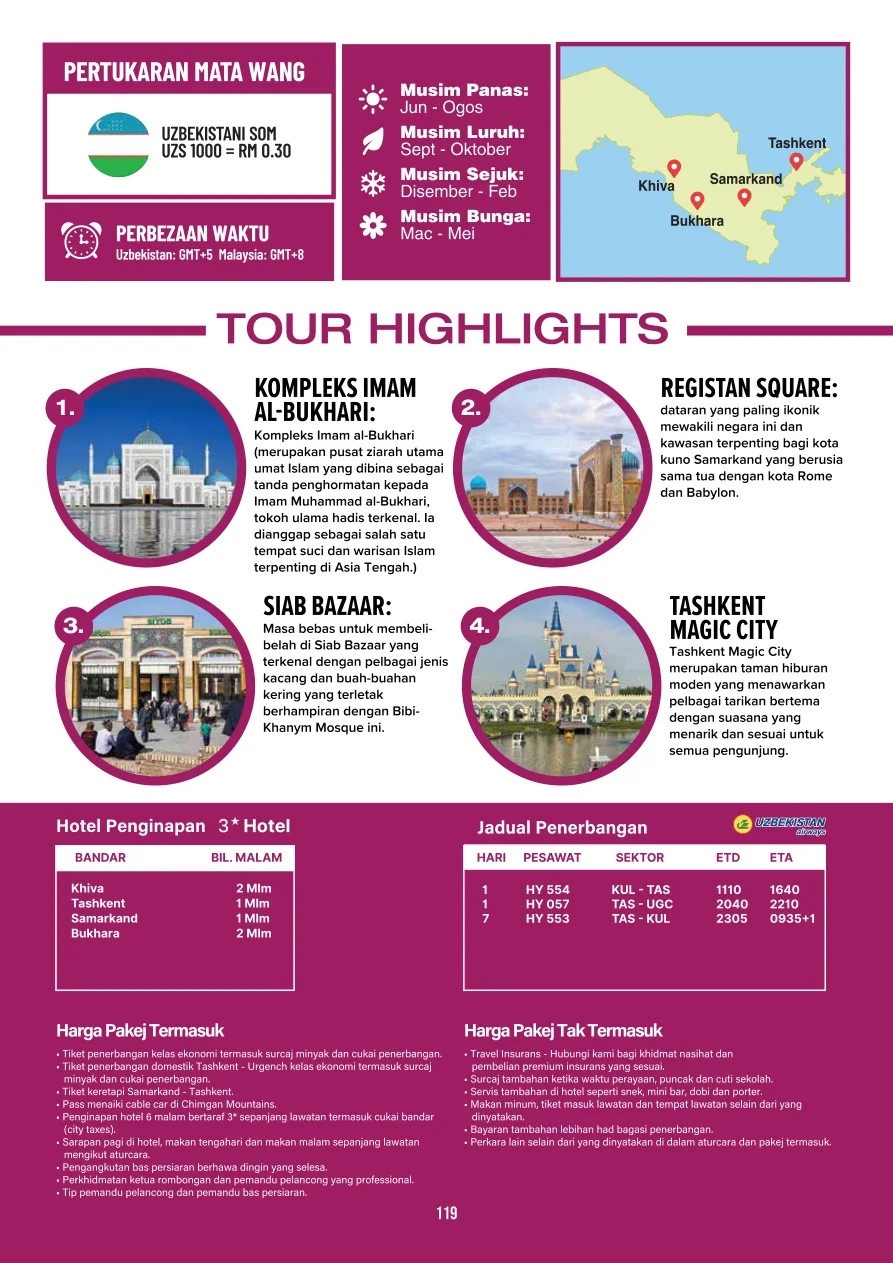 PERTUKARAN MATA WANG
UZBEKISTANI SOM
UZS 1000 = RM 0.30
PERBEZAAN WAKTU
Uzbekistan: GMT+5 Malaysia: GMT+8
Musim Panas:
Jun - Ogos
Musim Luruh:
Sept - Oktober
Musim Sejuk:
Disember - Feb
Musim Bunga:
Mac - Mei
Tashkent
Samarkand
Khiva
Bukhara
TOUR HIGHLIGHTS
1.
KOMPLEKS IMAM
AL-BUKHARI:
Kompleks Imam al-Bukhari
(merupakan pusat ziarah utama
umat Islam yang dibina sebagai
tanda penghormatan kepada
Imam Muhammad al-Bukhari,
tokoh ulama hadis terkenal. Ia
dianggap sebagai salah satu
tempat suci dan warisan Islam
terpenting di Asia Tengah.)
2.
REGISTAN SQUARE:
dataran yang paling ikonik
mewakili negara ini dan
kawasan terpenting bagi kota
kuno Samarkand yang berusia
sama tua dengan kota Rome
dan Babylon.
3.
SIAB BAZAAR:
Masa bebas untuk membeli-
belah di Siab Bazaar yang
terkenal dengan pelbagai jenis
kacang dan buah-buahan
kering yang terletak
berhampiran dengan Bibi-
Khanym Mosque ini.
4.
TASHKENT
MAGIC CITY
Tashkent Magic City
merupakan taman hiburan
moden yang menawarkan
pelbagai tarikan bertema
dengan suasana yang
menarik dan sesuai untuk
semua pengunjung.
Hotel Penginapan 3★ Hotel
BANDAR BIL. MALAM
Khiva 2 Mlm
Tashkent 1 Mlm
Samarkand 1 Mlm
Bukhara 2 Mlm
Jadual Penerbangan
UZBEKISTAN
airways
HARI PESAWAT SEKTOR ETD ETA
1 HY 554 KUL - TAS 1110 1640
1 HY 057 TAS - UGC 2040 2210
7 HY 553 TAS - KUL 2305 0935+1
Harga Pakej Termasuk
• Tiket penerbangan kelas ekonomi termasuk surcaj minyak dan cukai penerbangan.
• Tiket penerbangan domestik Tashkent - Urgench kelas ekonomi termasuk surcaj
minyak dan cukai penerbangan.
• Tiket keretapi Samarkand - Tashkent.
• Pass menaiki cable car di Chimgan Mountains.
• Penginapan hotel 6 malam bertaraf 3* sepanjang lawatan termasuk cukai bandar
(city taxes).
• Sarapan pagi di hotel, makan tengahari dan makan malam sepanjang lawatan
mengikut aturcara.
• Pengangkutan bas persiaran berhawa dingin yang selesa.
• Perkhidmatan ketua rombongan dan pemandu pelancong yang professional.
• Tip pemandu pelancong dan pemandu bas persiaran.
Harga Pakej Tak Termasuk
• Travel Insurans - Hubungi kami bagi khidmat nasihat dan
pembelian premium insurans yang sesuai.
• Surcaj tambahan ketika waktu perayaan, puncak dan cuti sekolah.
• Servis tambahan di hotel seperti snek, mini bar, dobi dan porter.
• Makan minum, tiket masuk lawatan dan tempat lawatan selain dari yang
dinyatakan.
• Bayaran tambahan lebihan had bagasi penerbangan.
• Perkara lain selain dari yang dinyatakan di dalam aturcara dan pakej termasuk.
119